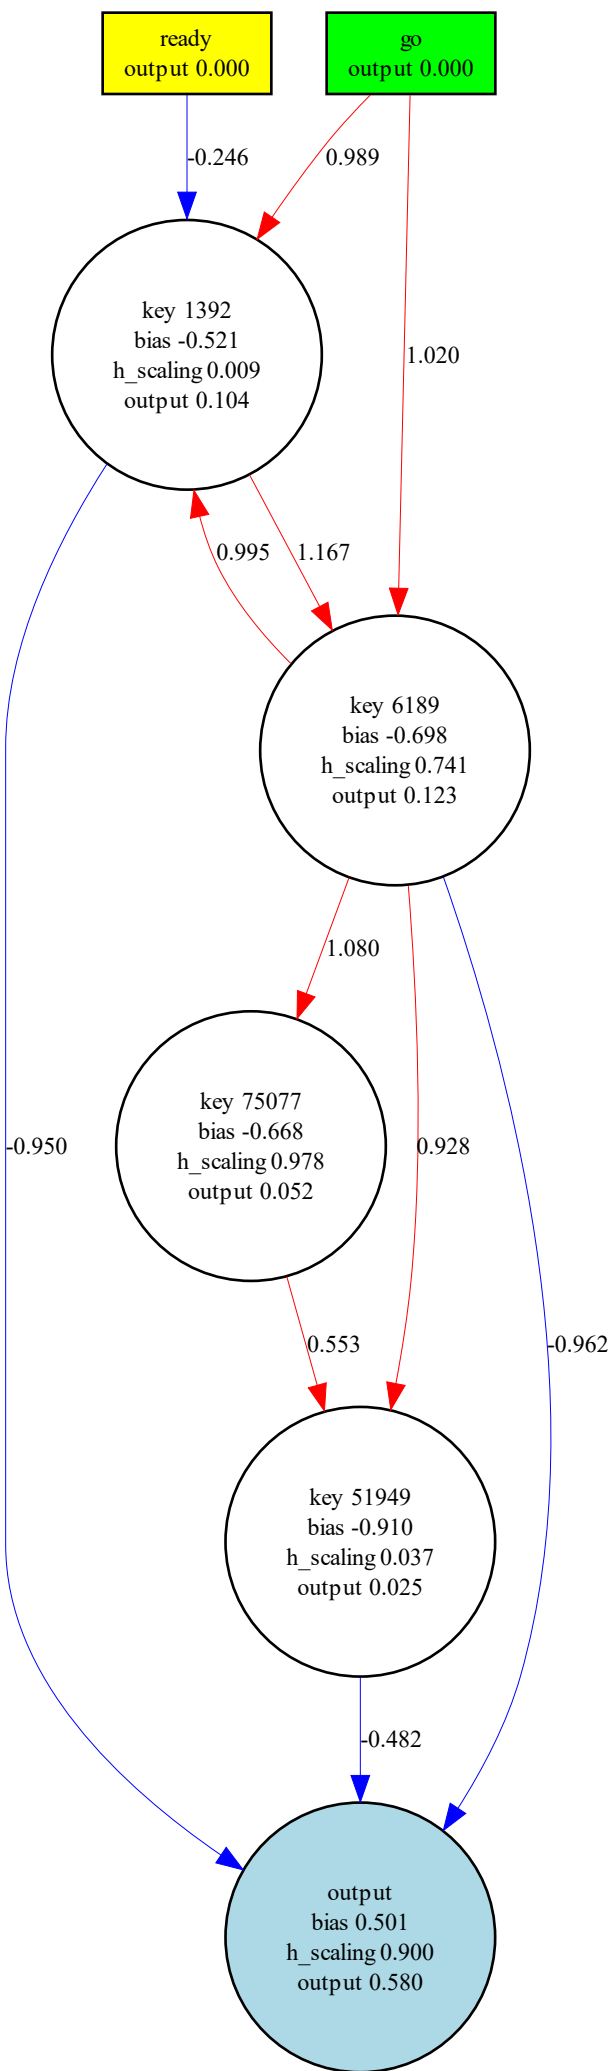 ready
output 0.000
go
output 0.000
-0.246
0.989
key 1392
bias -0.521
h_scaling 0.009
output 0.104
1.020
0.995
1.167
key 6189
bias -0.698
h_scaling 0.741
output 0.123
1.080
key 75077
bias -0.668
h_scaling 0.978
output 0.052
-0.950
0.928
0.553
-0.962
key 51949
bias -0.910
h_scaling 0.037
output 0.025
-0.482
output
bias 0.501
h_scaling 0.900
output 0.580